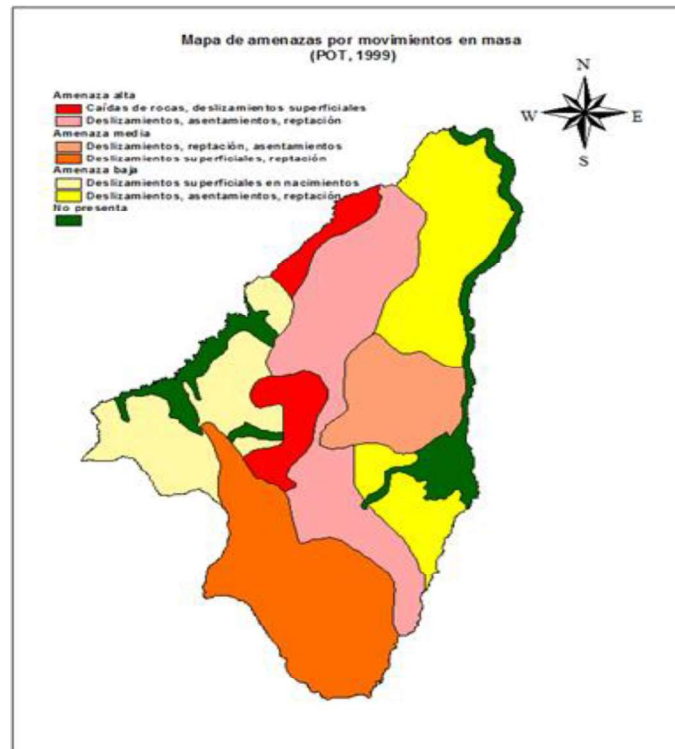 Mapa de amenazas por movimientos en masa
(POT, 1999)
N
W E
S
Amenaza alta
Caídas de rocas, deslizamientos superficiales
Deslizamientos, asentamientos, reptación
Amenaza media
Deslizamientos, reptación, asentamientos
Deslizamientos superficiales, reptación
Amenaza baja
Deslizamientos superficiales en nacimientos
Deslizamientos, asentamientos, reptación
No presenta